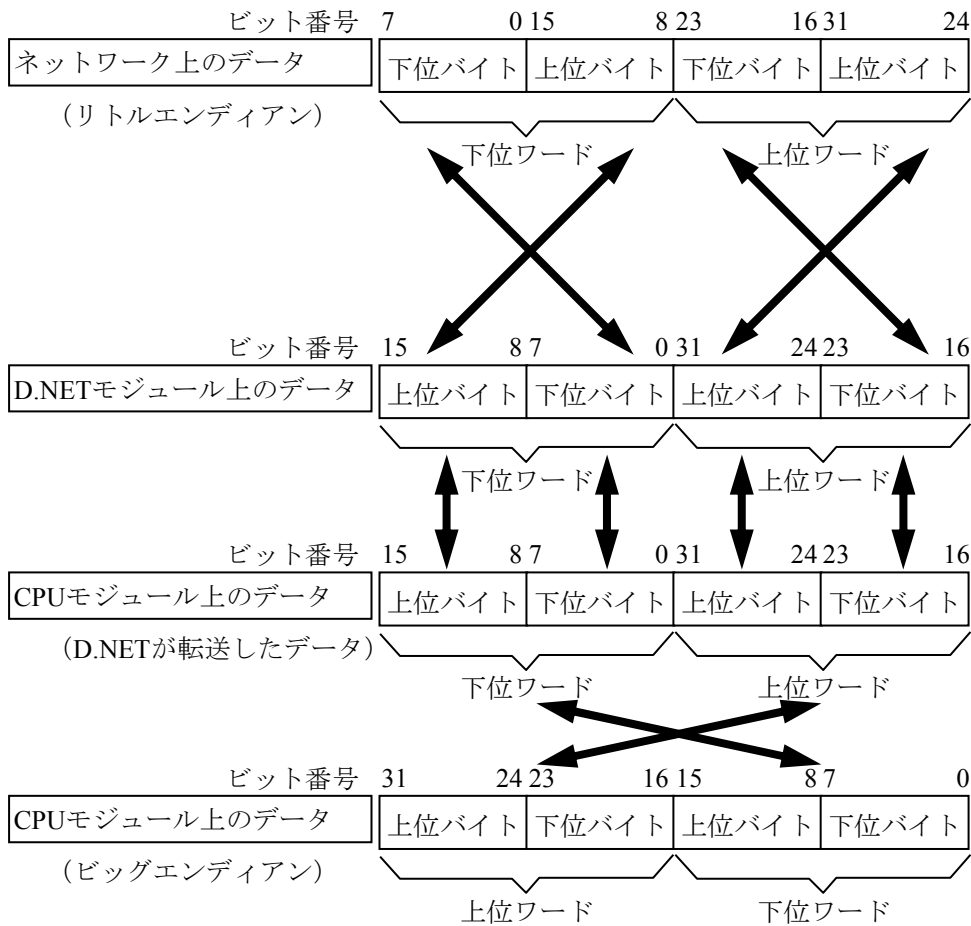 ビット番号 7 0 15 8 23 16 31 24
ネットワーク上のデータ 下位バイト 上位バイト 下位バイト 上位バイト
（リトルエンディアン）
下位ワード 上位ワード
ビット番号 15 8 7 0 31 24 23 16
D.NETモジュール上のデータ 上位バイト 下位バイト 上位バイト 下位バイト
下位ワード 上位ワード
ビット番号 15 8 7 0 31 24 23 16
CPUモジュール上のデータ 上位バイト 下位バイト 上位バイト 下位バイト
（D.NETが転送したデータ）
下位ワード 上位ワード
ビット番号 31 24 23 16 15 8 7 0
CPUモジュール上のデータ 上位バイト 下位バイト 上位バイト 下位バイト
（ビッグエンディアン）
上位ワード 下位ワード